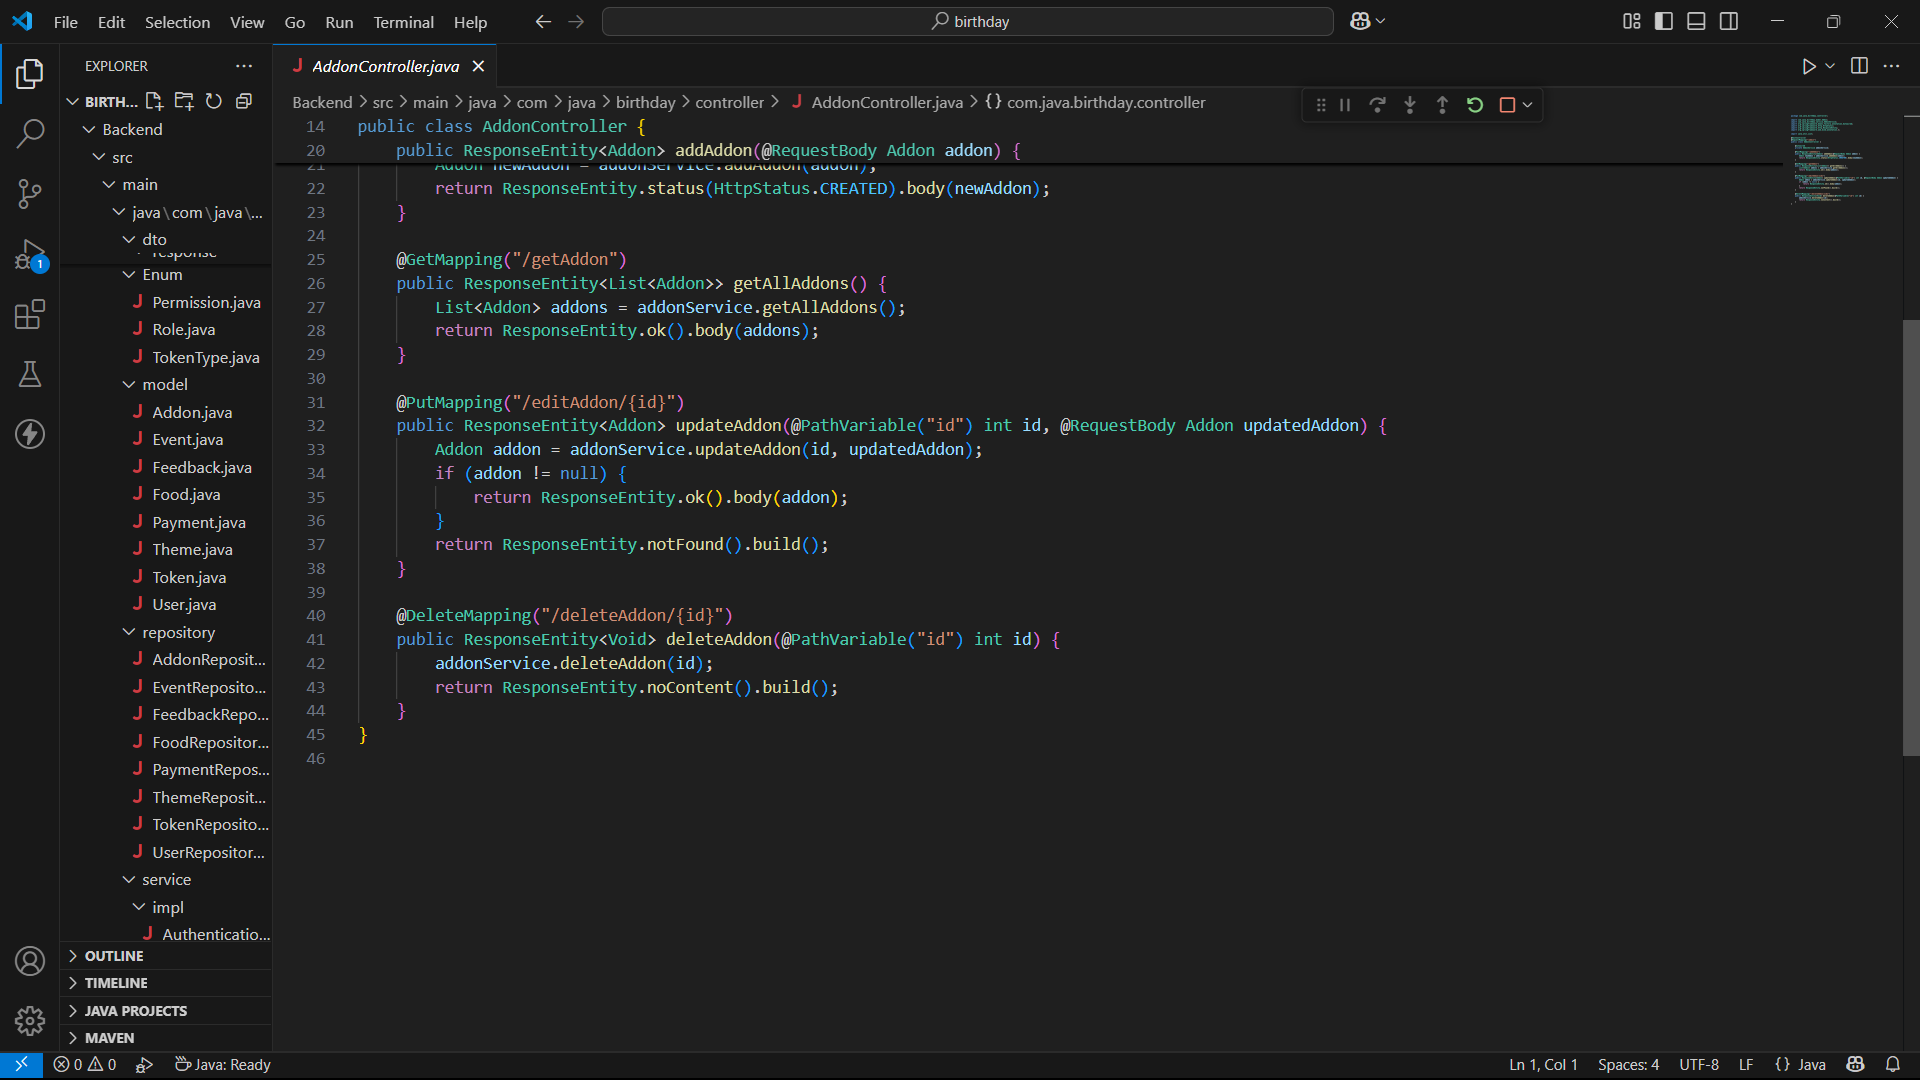 File Edit Selection View Go Run Terminal Help
birthday
EXPLORER
BIRTH...
Backend
src
main
java\com\java\...
dto
response
Enum
Permission.java
Role.java
TokenType.java
model
Addon.java
Event.java
Feedback.java
Food.java
Payment.java
Theme.java
Token.java
User.java
repository
AddonReposit...
EventReposito...
FeedbackRepo...
FoodRepositor...
PaymentRepos...
ThemeReposit...
TokenReposito...
UserRepositor...
service
impl
Authenticatio...
OUTLINE
TIMELINE
JAVA PROJECTS
MAVEN
1
AddonController.java
Backend > src > main > java > com > java > birthday > controller > AddonController.java > {} com.java.birthday.controller
14 public class AddonController {
20 public ResponseEntity<Addon> addAddon(@RequestBody Addon addon) {
21 Addon newAddon = addonService.addAddon(addon);
22 return ResponseEntity.status(HttpStatus.CREATED).body(newAddon);
23 }
24
25 @GetMapping("/getAddon")
26 public ResponseEntity<List<Addon>> getAllAddons() {
27 List<Addon> addons = addonService.getAllAddons();
28 return ResponseEntity.ok().body(addons);
29 }
30
31 @PutMapping("/editAddon/{id}")
32 public ResponseEntity<Addon> updateAddon(@PathVariable("id") int id, @RequestBody Addon updatedAddon) {
33 Addon addon = addonService.updateAddon(id, updatedAddon);
34 if (addon != null) {
35 return ResponseEntity.ok().body(addon);
36 }
37 return ResponseEntity.notFound().build();
38 }
39
40 @DeleteMapping("/deleteAddon/{id}")
41 public ResponseEntity<Void> deleteAddon(@PathVariable("id") int id) {
42 addonService.deleteAddon(id);
43 return ResponseEntity.noContent().build();
44 }
45 }
46
0 0 Java: Ready
Ln 1, Col 1 Spaces: 4 UTF-8 LF {} Java